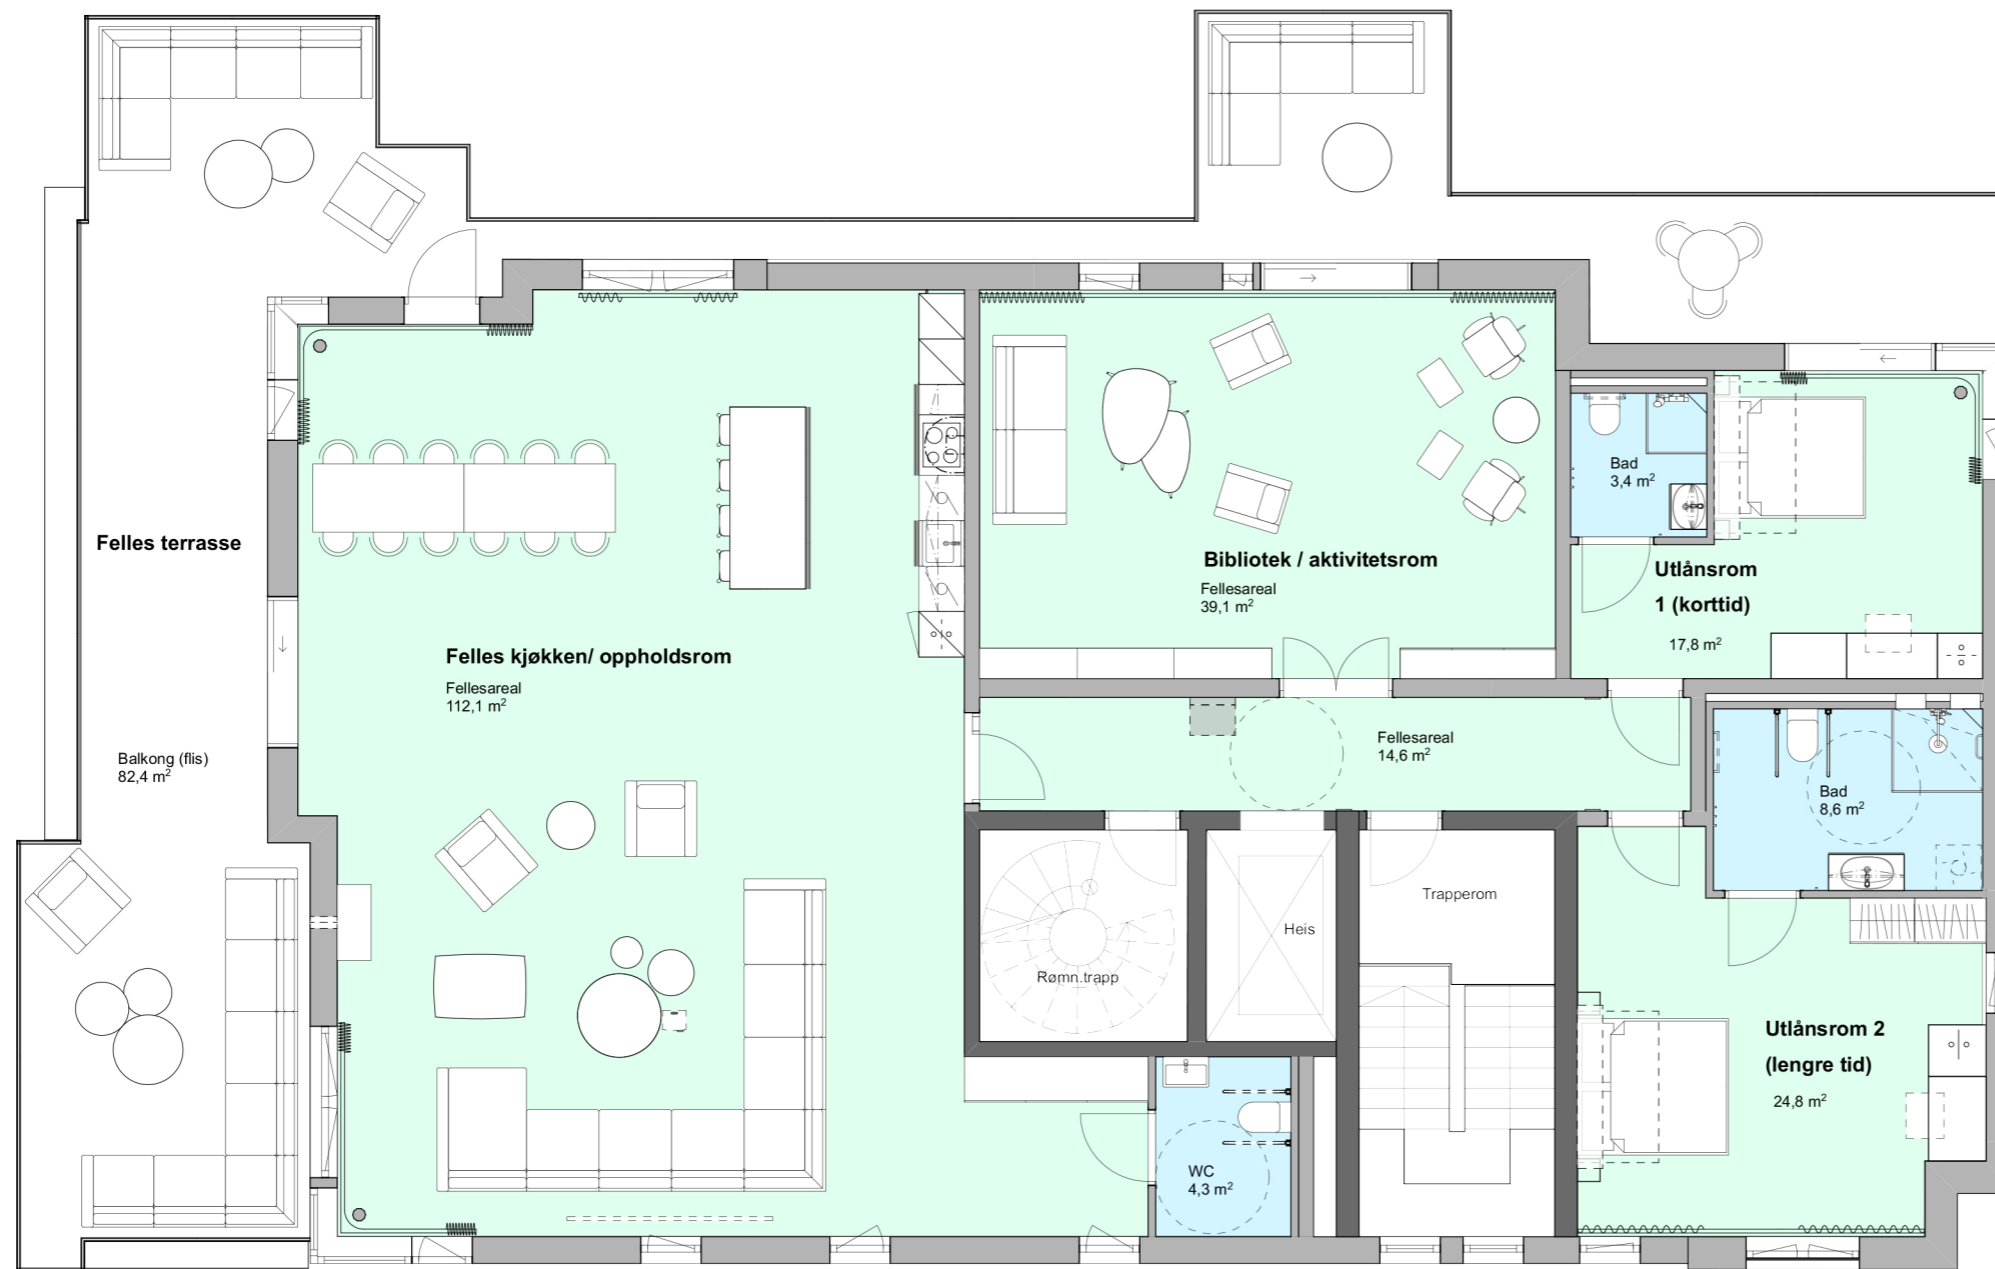 Felles terrasse
Balkong (flis)
82,4 m²
Felles kjøkken/ oppholdsrom
Fellesareal
112,1 m²
Bibliotek / aktivitetsrom
Fellesareal
39,1 m²
Bad
3,4 m²
Utlånsrom
1 (korttid)
17,8 m²
Fellesareal
14,6 m²
Bad
8,6 m²
Rømn.trapp
Heis
Trapperom
WC
4,3 m²
Utlånsrom 2
(lengre tid)
24,8 m²